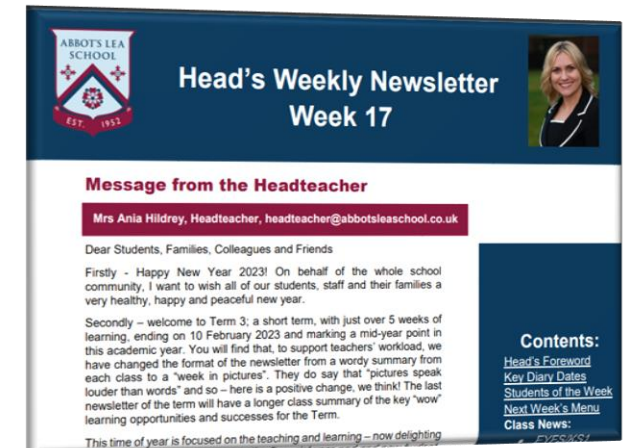 ABBOT'S LEA
SCHOOL
EST. 1952
Head's Weekly Newsletter
Week 17
Message from the Headteacher
Mrs Ania Hildrey, Headteacher, headteacher@abbotsleaschool.co.uk
Dear Students, Families, Colleagues and Friends
Firstly - Happy New Year 2023! On behalf of the whole school
community, I want to wish all of our students, staff and their families a
very healthy, happy and peaceful new year.
Secondly – welcome to Term 3; a short term, with just over 5 weeks of
learning, ending on 10 February 2023 and marking a mid-year point in
this academic year. You will find that, to support teachers' workload, we
have changed the format of the newsletter from a wordy summary from
each class to a "week in pictures". They do say that "pictures speak
louder than words" and so – here is a positive change, we think! The last
newsletter of the term will have a longer class summary of the key "wow"
learning opportunities and successes for the Term.
This time of year is focused on the teaching and learning – now delighting
Contents:
Head's Foreword
Key Diary Dates
Students of the Week
Next Week's Menu
Class News:
EYFS/KS1